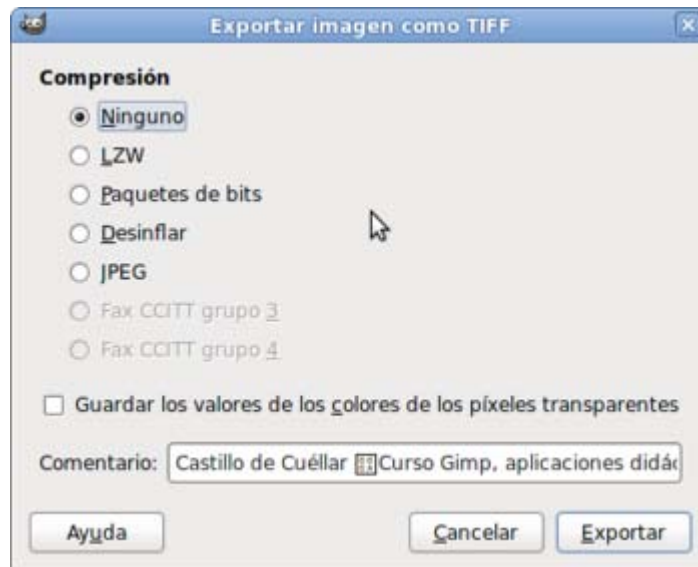 Exportar imagen como TIFF
Compresión
Ninguno
LZW
Paquetes de bits
Desinflar
JPEG
Fax CCITT grupo 3
Fax CCITT grupo 4
Guardar los valores de los colores de los píxeles transparentes
Comentario: Castillo de Cuéllar Curso Gimp, aplicaciones didác
Ayuda Cancelar Exportar